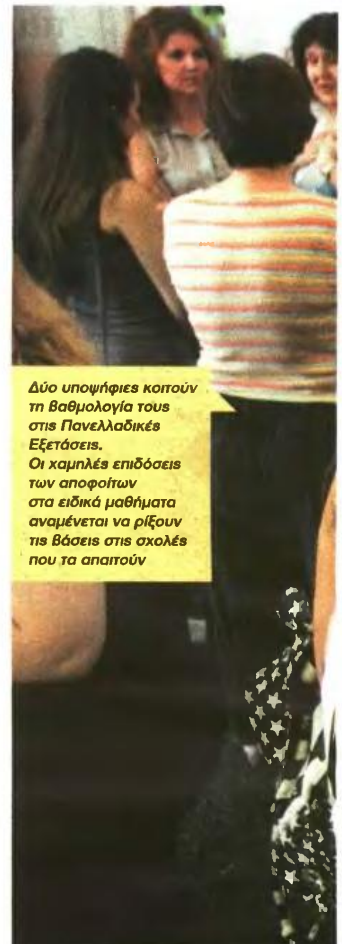 Δύο υποψήφιες κοιτούν
τη βαθμολογία τους
στις Πανελλαδικές
Εξετάσεις.
Οι χαμηλές επιδόσεις
των αποφοίτων
στα ειδικά μαθήματα
αναμένεται να ρίξουν
τις βάσεις στις σχολές
που τα απαιτούν